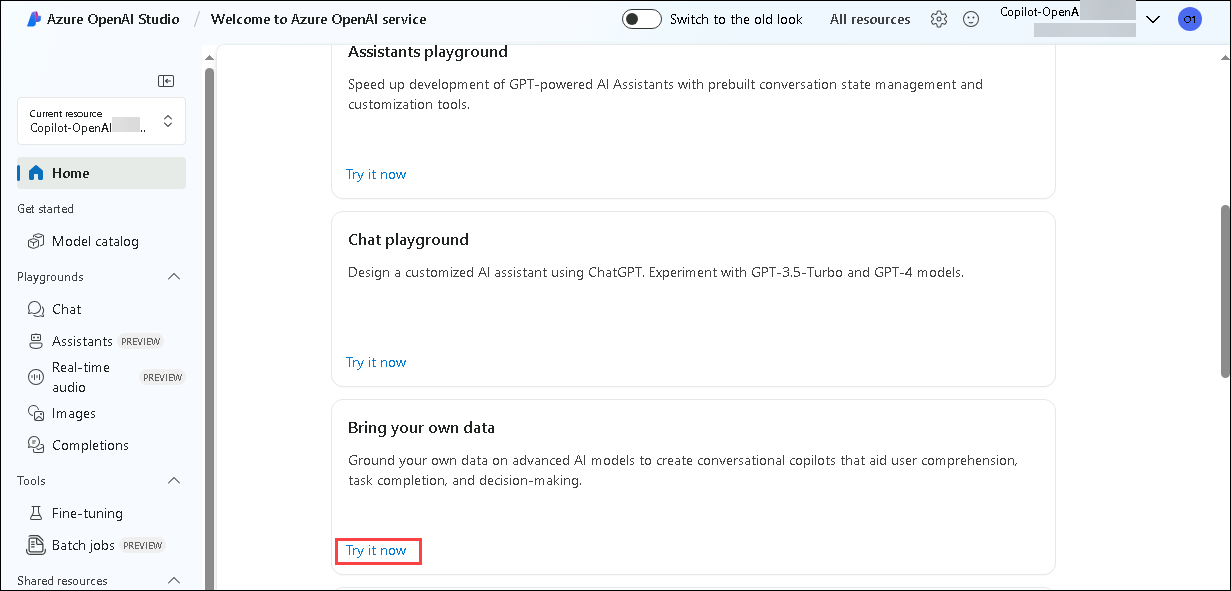 Azure OpenAI Studio / Welcome to Azure OpenAI service
Switch to the old look
All resources
Copilot-OpenA
O1
Current resource
Copilot-OpenAI ..
Home
Get started
Model catalog
Playgrounds
Chat
Assistants PREVIEW
Real-time
audio
PREVIEW
Images
Completions
Tools
Fine-tuning
Batch jobs PREVIEW
Shared resources
Assistants playground
Speed up development of GPT-powered AI Assistants with prebuilt conversation state management and
customization tools.
Try it now
Chat playground
Design a customized AI assistant using ChatGPT. Experiment with GPT-3.5-Turbo and GPT-4 models.
Try it now
Bring your own data
Ground your own data on advanced AI models to create conversational copilots that aid user comprehension,
task completion, and decision-making.
Try it now